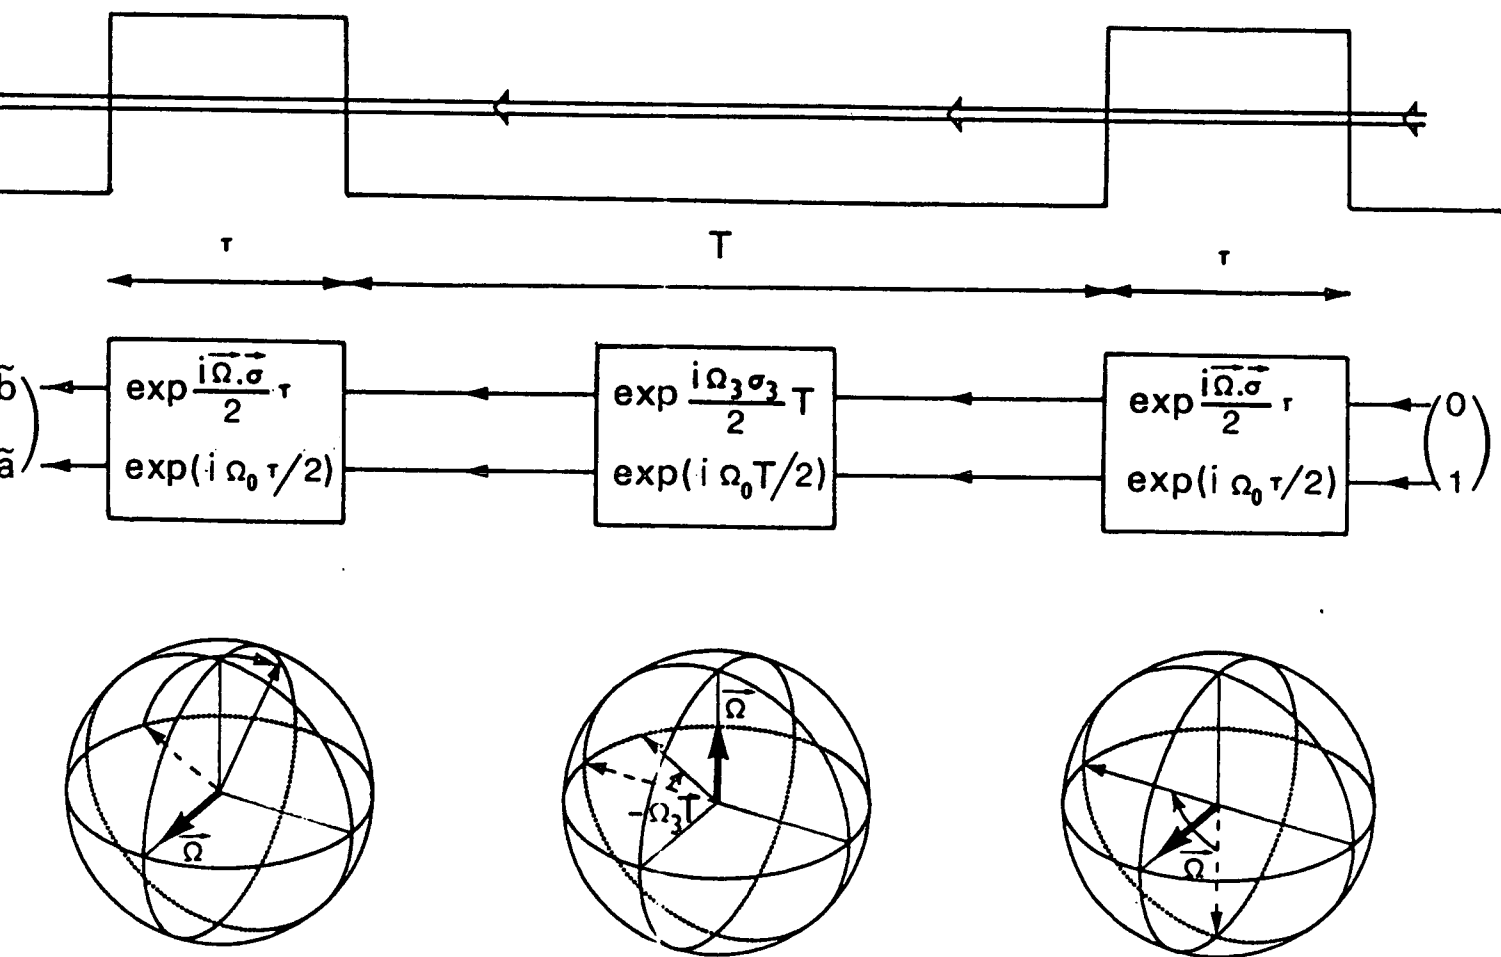 τ T τ
b̃ ) exp iΩ⃗.σ⃗/2 τ exp iΩ₃σ₃/2 T exp iΩ⃗.σ⃗/2 τ ( 0 )
ã exp(i Ω₀ τ/2) exp(i Ω₀T/2) exp(i Ω₀ τ/2) 1
Ω⃗
Ω⃗
-Ω₃T
Ω⃗